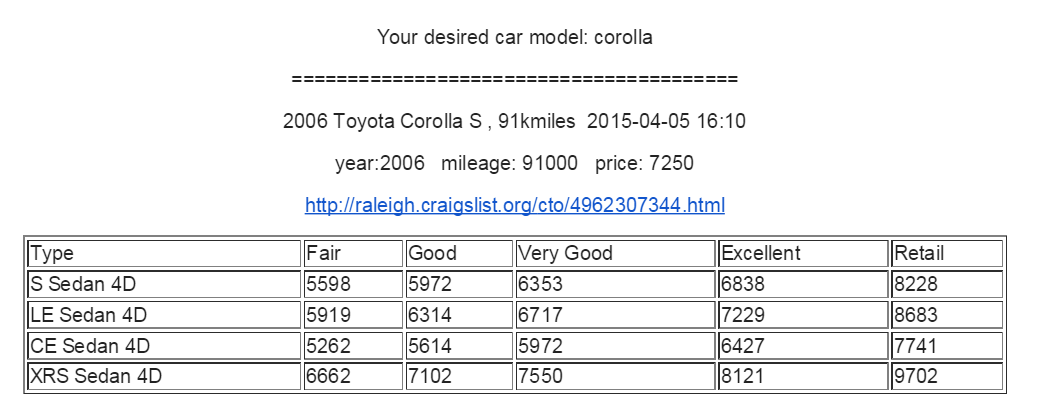 Your desired car model: corolla
========================================
2006 Toyota Corolla S , 91kmiles 2015-04-05 16:10
year:2006 mileage: 91000 price: 7250
http://raleigh.craigslist.org/cto/4962307344.html
Type Fair Good Very Good Excellent Retail
S Sedan 4D 5598 5972 6353 6838 8228
LE Sedan 4D 5919 6314 6717 7229 8683
CE Sedan 4D 5262 5614 5972 6427 7741
XRS Sedan 4D 6662 7102 7550 8121 9702